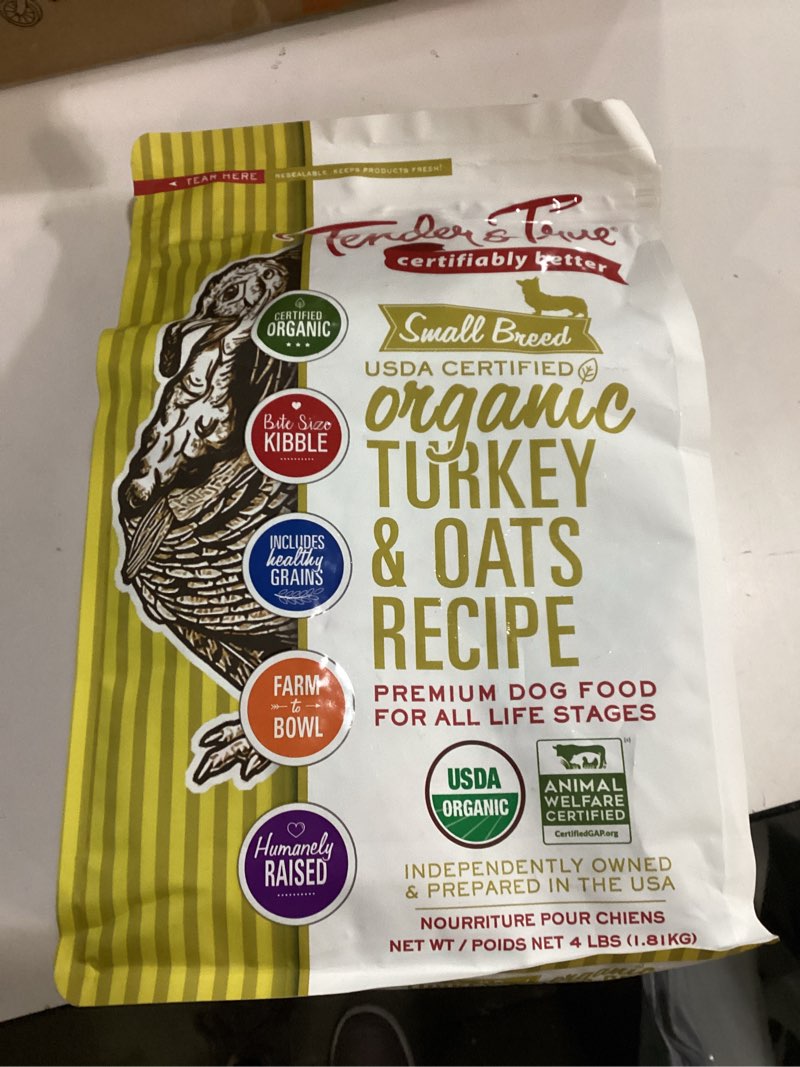 TEAR HERE
RESEALABLE KEEPS PRODUCTS FRESH!
Tender & True
certifiably better
Small Breed
USDA CERTIFIED
organic
TURKEY
& OATS
RECIPE
PREMIUM DOG FOOD
FOR ALL LIFE STAGES
CERTIFIED
ORGANIC
Bite Size
KIBBLE
INCLUDES
healthy
GRAINS
FARM
to
BOWL
Humanely
RAISED
USDA
ORGANIC
ANIMAL
WELFARE
CERTIFIED
CertifiedGAP.org
INDEPENDENTLY OWNED
& PREPARED IN THE USA
NOURRITURE POUR CHIENS
NET WT / POIDS NET 4 LBS (1.81KG)